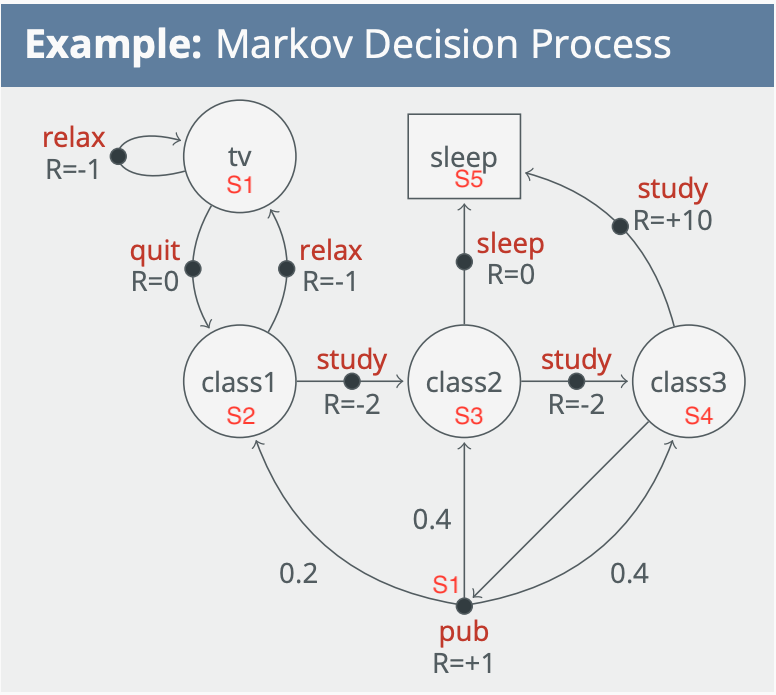 Example: Markov Decision Process
relax
R=-1
tv
S1
sleep
S5
study
R=+10
quit
R=0
relax
R=-1
sleep
R=0
class1
S2
study
R=-2
class2
S3
study
R=-2
class3
S4
0.2
0.4
0.4
S1
pub
R=+1